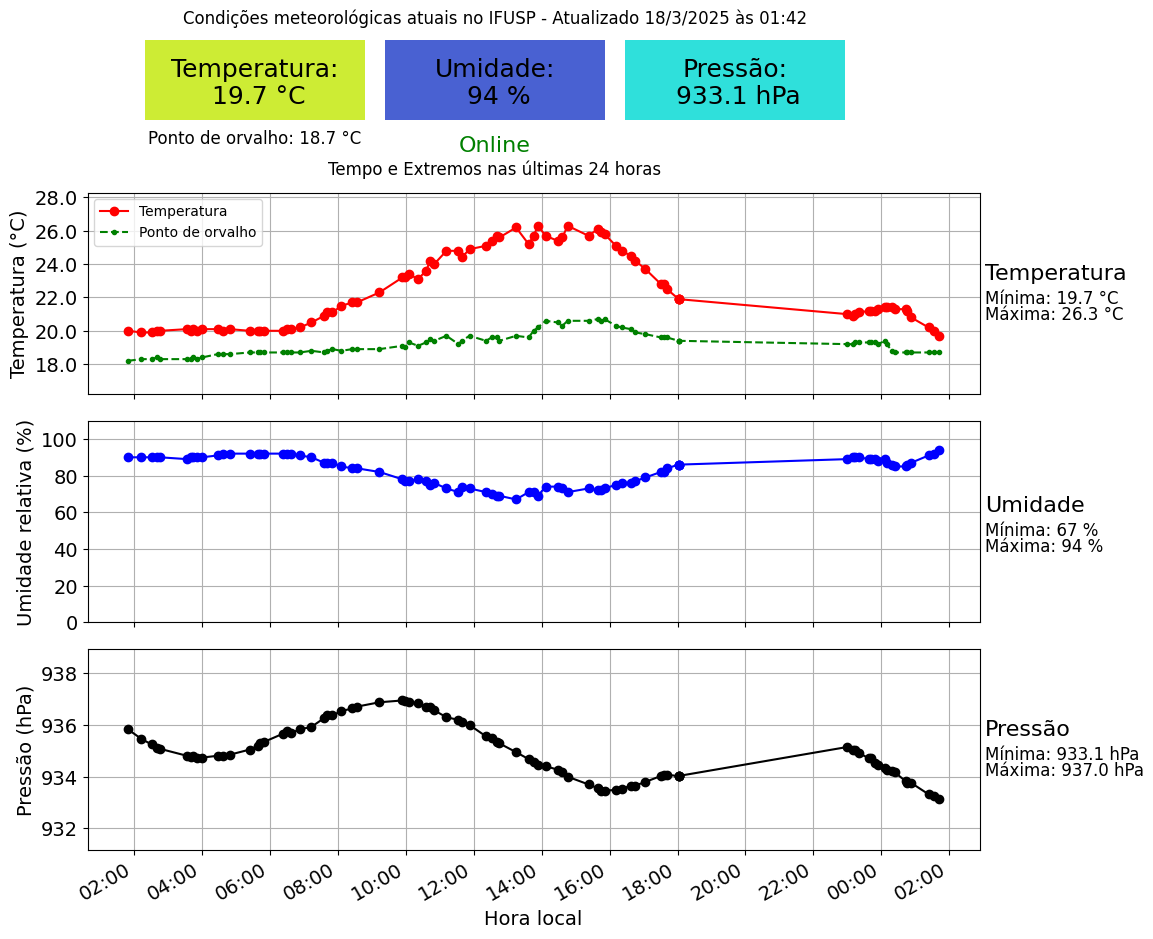 Condições meteorológicas atuais no IFUSP - Atualizado 18/3/2025 às 01:42
Temperatura:
19.7 °C
Umidade:
94 %
Pressão:
933.1 hPa
Ponto de orvalho: 18.7 °C
Online
Tempo e Extremos nas últimas 24 horas
Temperatura (°C)
28.0
26.0
24.0
22.0
20.0
18.0
Temperatura
Ponto de orvalho
Temperatura
Mínima: 19.7 °C
Máxima: 26.3 °C
Umidade relativa (%)
100
80
60
40
20
0
Umidade
Mínima: 67 %
Máxima: 94 %
Pressão (hPa)
938
936
934
932
Pressão
Mínima: 933.1 hPa
Máxima: 937.0 hPa
02:00 04:00 06:00 08:00 10:00 12:00 14:00 16:00 18:00 20:00 22:00 00:00 02:00
Hora local